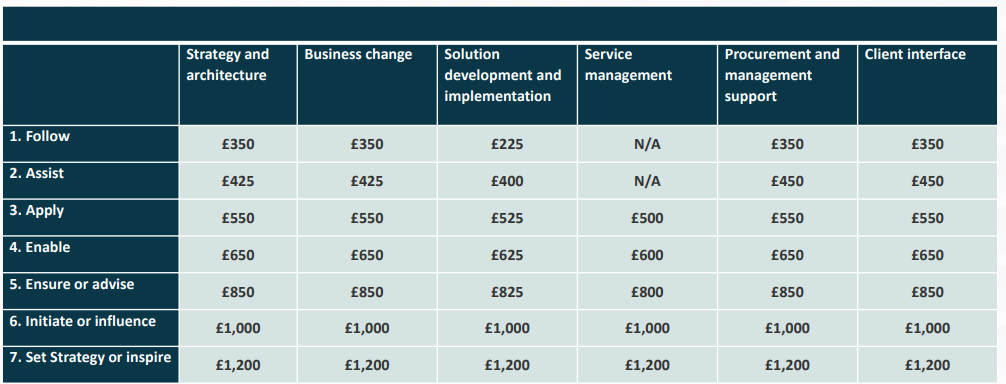 Strategy and architecture Business change Solution development and implementation Service management Procurement and management support Client interface
1. Follow £350 £350 £225 N/A £350 £350
2. Assist £425 £425 £400 N/A £450 £450
3. Apply £550 £550 £525 £500 £550 £550
4. Enable £650 £650 £625 £600 £650 £650
5. Ensure or advise £850 £850 £825 £800 £850 £850
6. Initiate or influence £1,000 £1,000 £1,000 £1,000 £1,000 £1,000
7. Set Strategy or inspire £1,200 £1,200 £1,200 £1,200 £1,200 £1,200